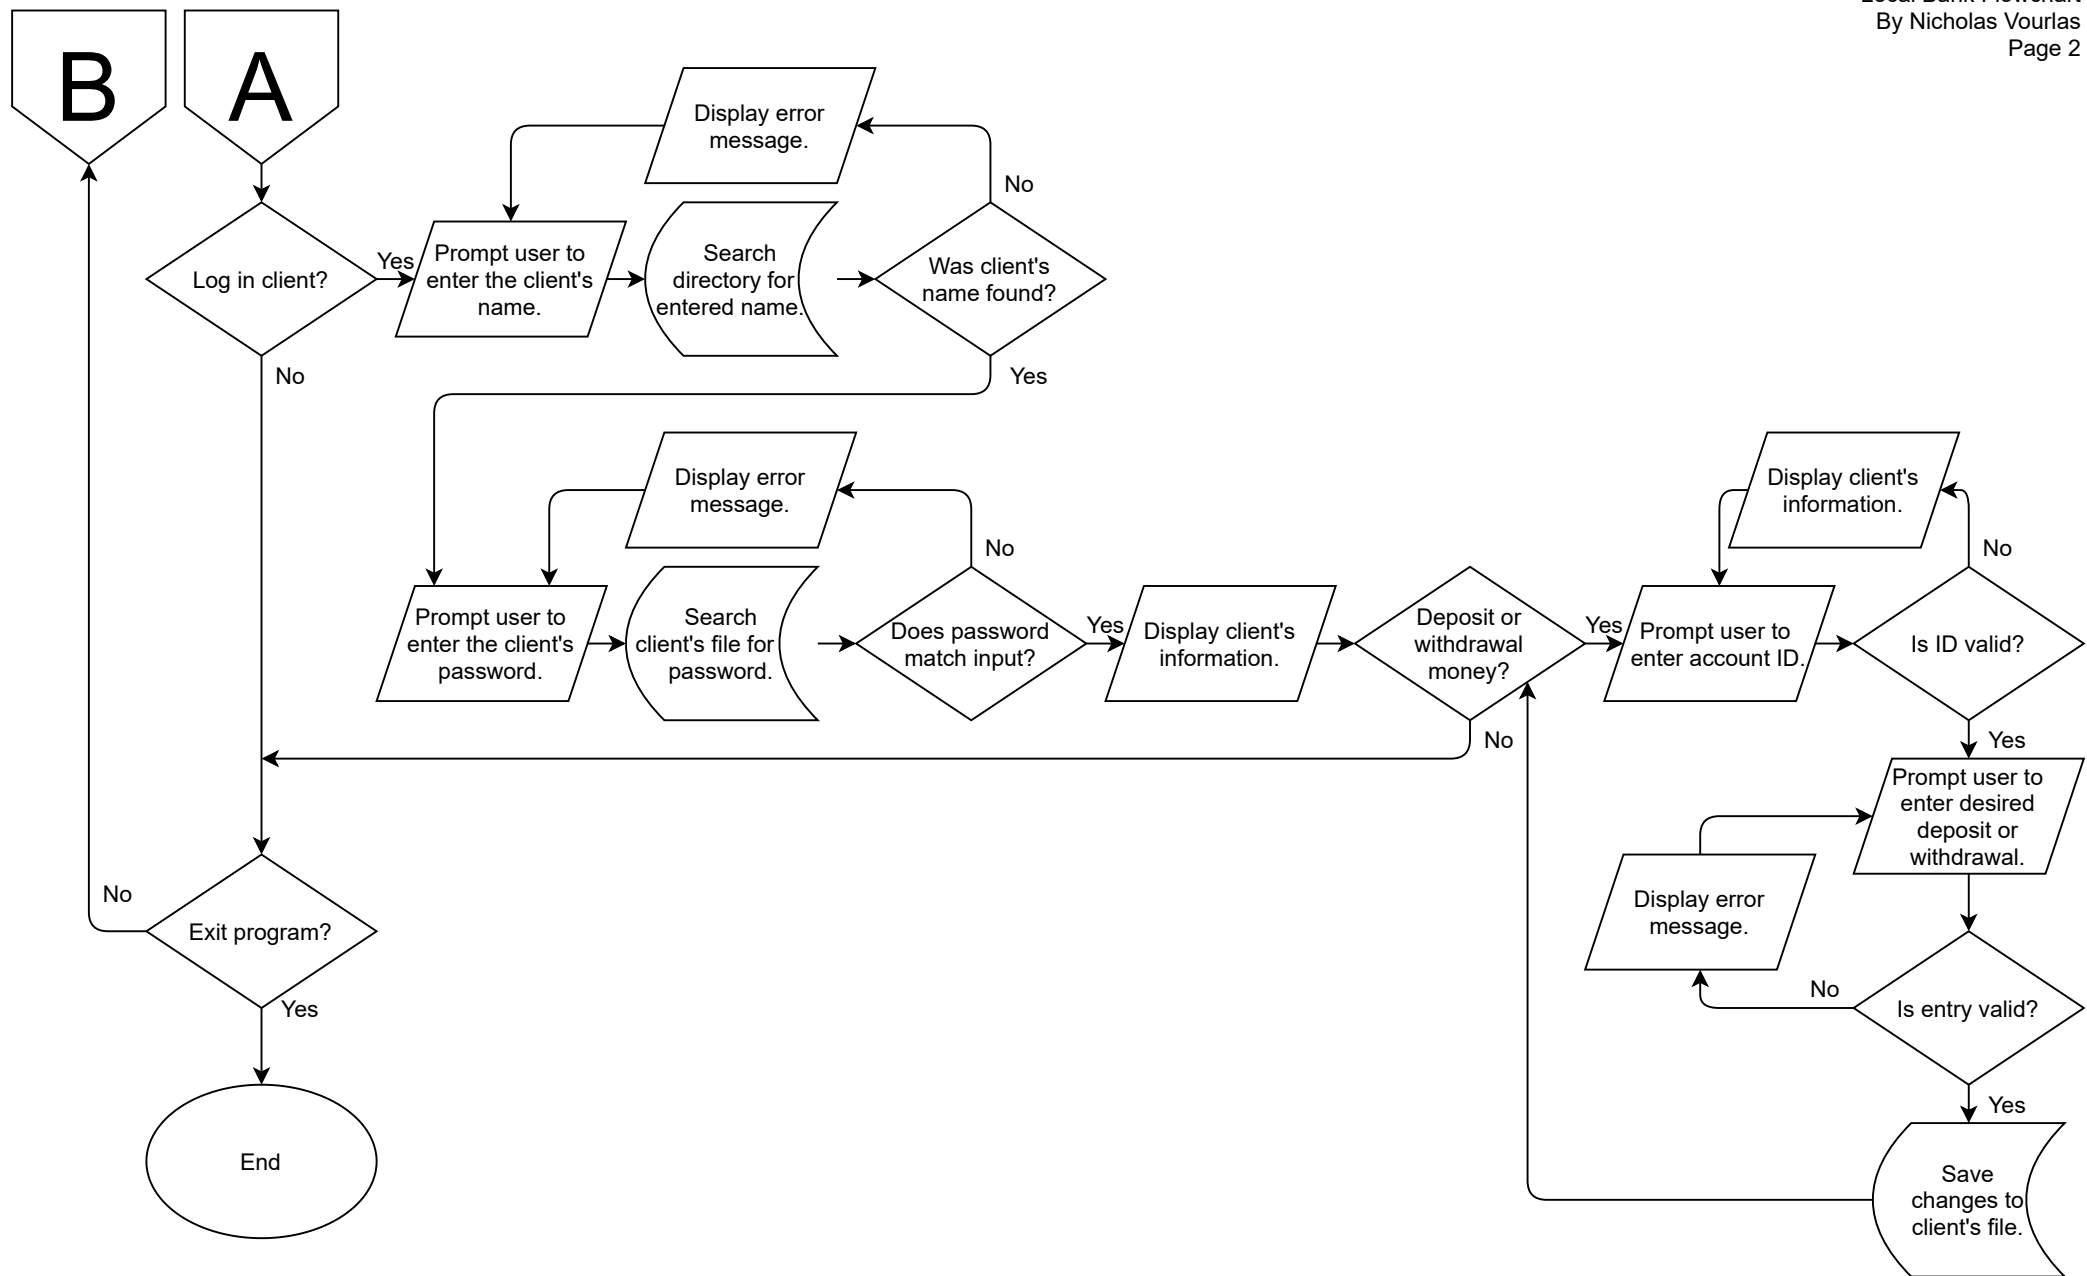 Local Bank Flowchart
By Nicholas Vourlas
Page 2
B
A
Display error
message.
No
Log in client?
Yes
Prompt user to
enter the client's
name.
Search
directory for
entered name.
Was client's
name found?
No
Yes
Display error
message.
No
Display client's
information.
No
Prompt user to
enter the client's
password.
Search
client's file for
password.
Does password
match input?
Yes
Display client's
information.
Deposit or
withdrawal
money?
Yes
Prompt user to
enter account ID.
Is ID valid?
No
Yes
Prompt user to
enter desired
deposit or
withdrawal.
No
Exit program?
Yes
Display error
message.
No
Is entry valid?
Yes
End
Save
changes to
client's file.